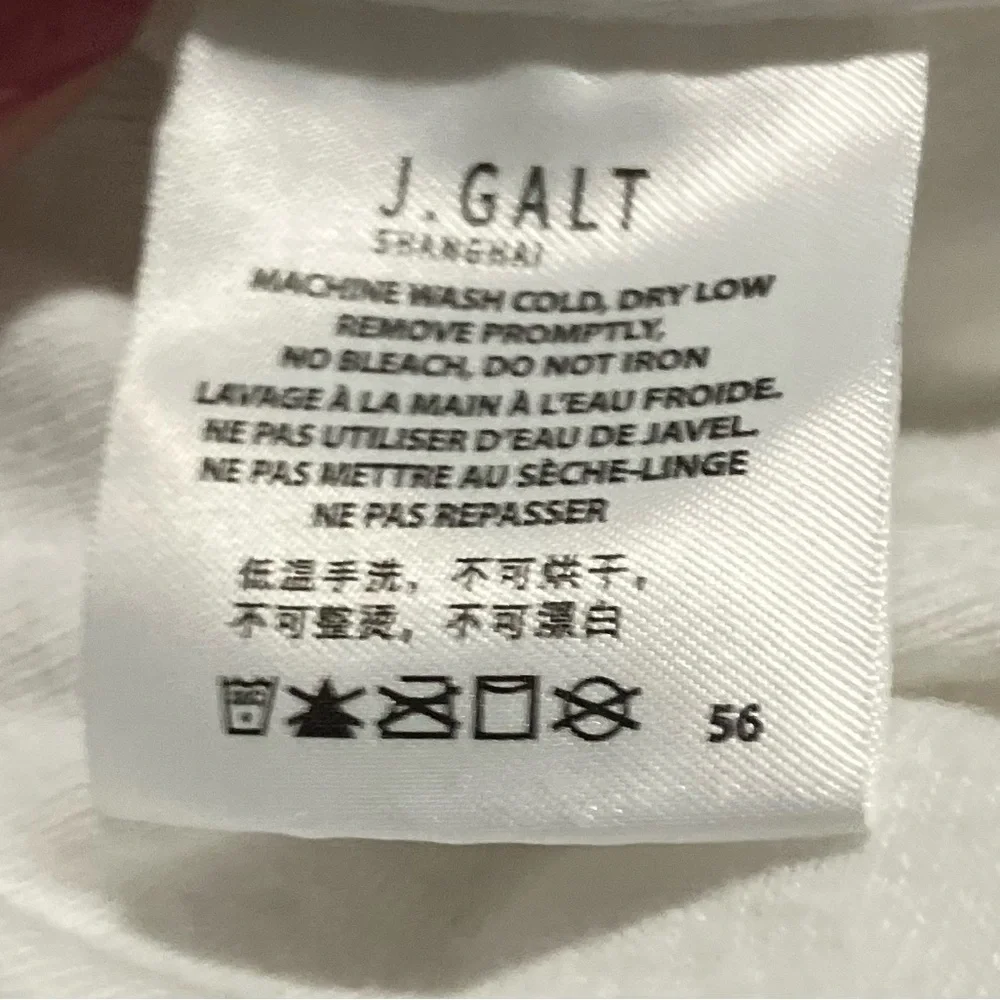 J.GALT
SHANGHAI
MACHINE WASH COLD, DRY LOW
REMOVE PROMPTLY,
NO BLEACH, DO NOT IRON
LAVAGE À LA MAIN À L'EAU FROIDE.
NE PAS UTILISER D'EAU DE JAVEL.
NE PAS METTRE AU SÈCHE-LINGE
NE PAS REPASSER
低温手洗，不可烘干，
不可整烫，不可漂白
56